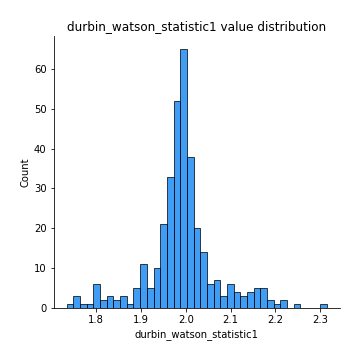 durbin_watson_statistic1 value distribution
60
50
40
30
20
10
0
Count
1.8 1.9 2.0 2.1 2.2 2.3
durbin_watson_statistic1